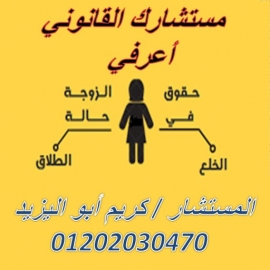 مستشارك القانوني
أعرفي
حقوق الزوجة
في حالة
الطلاق
الخلع
المستشار / كريم أبو اليزيد
01202030470